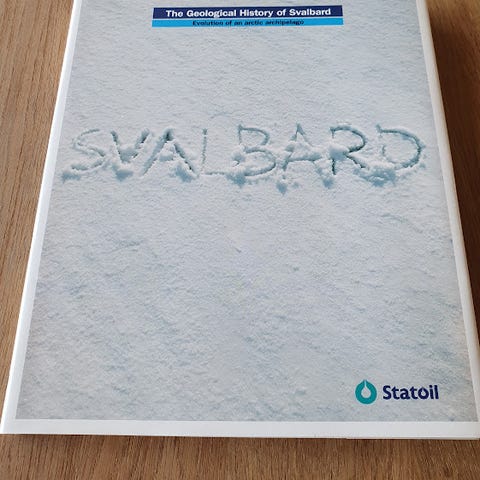 The Geological History of Svalbard
Evolution of an arctic archipelago
SVALBARD
Statoil